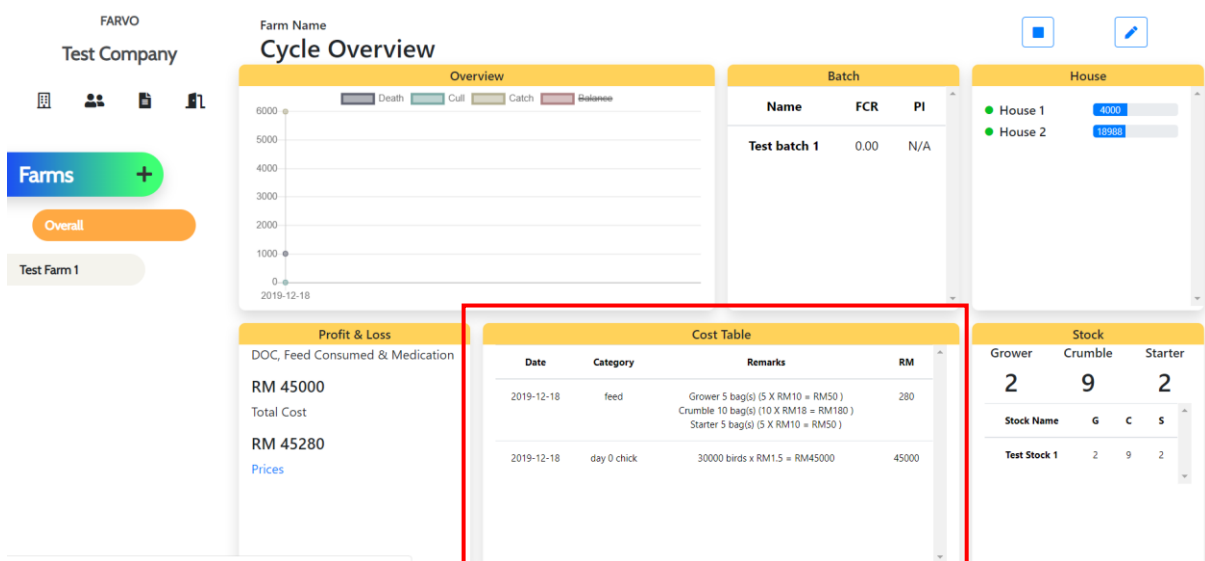 FARVO
Test Company
Farms +
Overall
Test Farm 1
Farm Name
Cycle Overview
Overview
Death Cull Catch Balance
6000
5000
4000
3000
2000
1000
0
2019-12-18
Batch
Name FCR PI
Test batch 1 0.00 N/A
House
House 1 4000
House 2 18988
Profit & Loss
DOC, Feed Consumed & Medication
RM 45000
Total Cost
RM 45280
Prices
Cost Table
Date Category Remarks RM
2019-12-18 feed Grower 5 bag(s) (5 X RM10 = RM50 ) 280
Crumble 10 bag(s) (10 X RM18 = RM180 )
Starter 5 bag(s) (5 X RM10 = RM50 )
2019-12-18 day 0 chick 30000 birds x RM1.5 = RM45000 45000
Stock
Grower Crumble Starter
2 9 2
Stock Name G C S
Test Stock 1 2 9 2